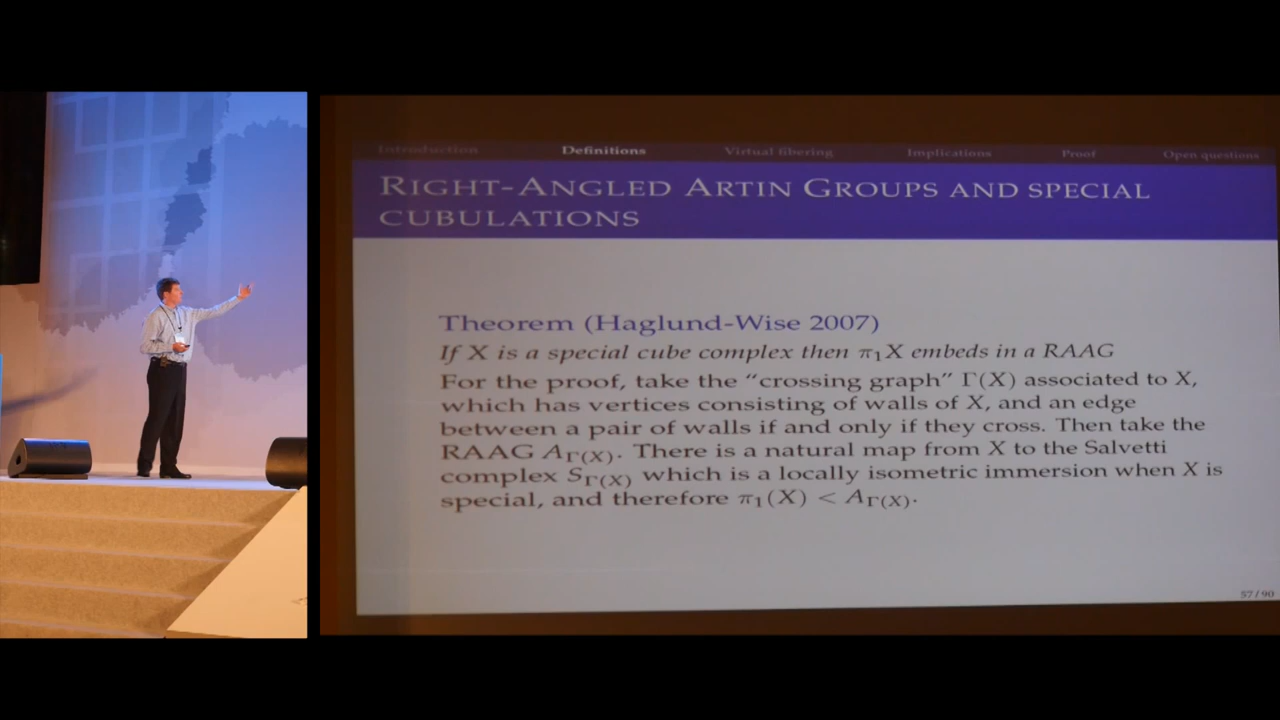 Introduction Definitions Virtual fibering Implications Proof Open questions
RIGHT-ANGLED ARTIN GROUPS AND SPECIAL
CUBULATIONS
Theorem (Haglund-Wise 2007)
If X is a special cube complex then π₁X embeds in a RAAG
For the proof, take the “crossing graph” Γ(X) associated to X,
which has vertices consisting of walls of X, and an edge
between a pair of walls if and only if they cross. Then take the
RAAG A_Γ(X). There is a natural map from X to the Salvetti
complex S_Γ(X) which is a locally isometric immersion when X is
special, and therefore π₁(X) < A_Γ(X).
57 / 90